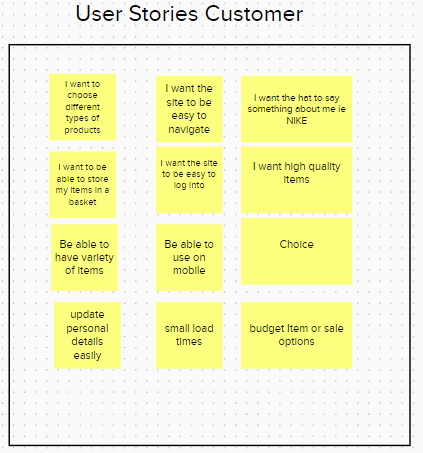 User Stories Customer
I want to
choose
different
types of
products
I want the
site to be
easy to
navigate
I want the hat to say
something about me ie
NIKE
I want to be
able to store
my items in a
basket
I want the site
to be easy to
log into
I want high quality
items
Be able to
have variety
of items
Be able to
use on
mobile
Choice
update
personal
details
easily
small load
times
budget item or sale
options